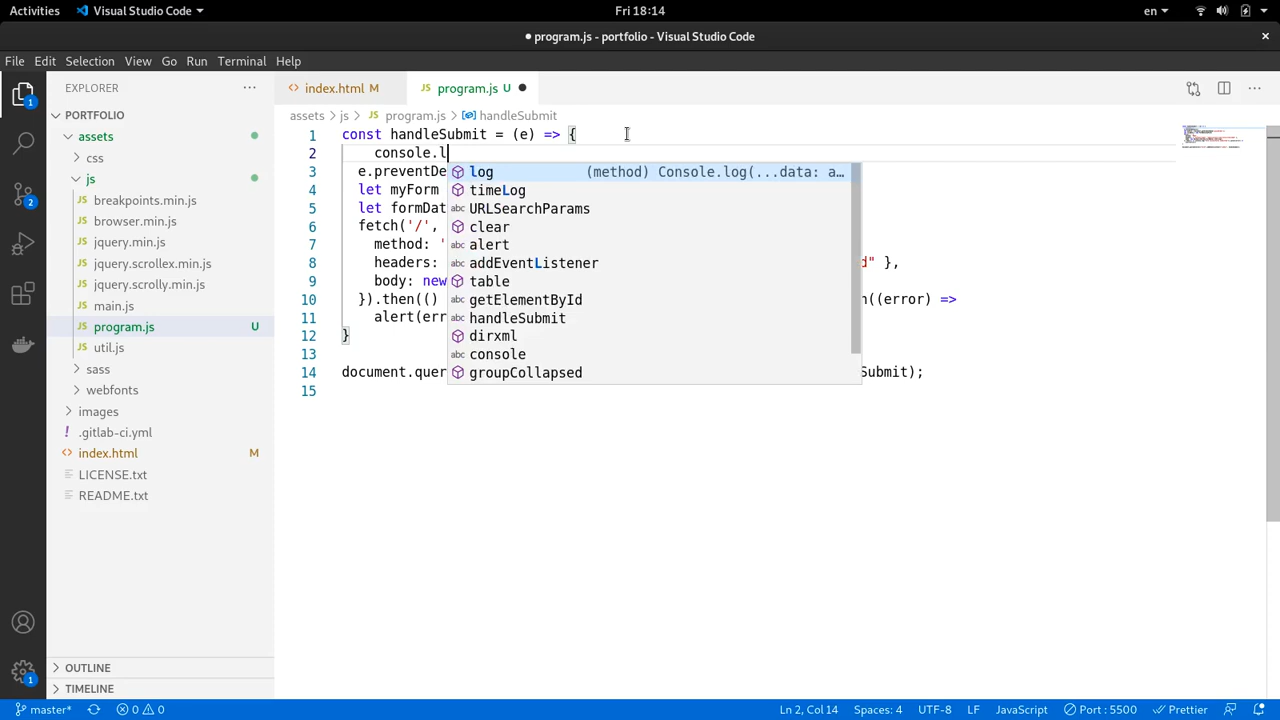 Activities Visual Studio Code Fri 18:14 en
program.js - portfolio - Visual Studio Code
File Edit Selection View Go Run Terminal Help
EXPLORER
index.html M
program.js U
assets js program.js handleSubmit
PORTFOLIO
assets
css
js
breakpoints.min.js
browser.min.js
jquery.min.js
jquery.scrollex.min.js
jquery.scrolly.min.js
main.js
program.js U
util.js
sass
webfonts
images
.gitlab-ci.yml
index.html M
LICENSE.txt
README.txt
OUTLINE
TIMELINE
1
2
1
1 const handleSubmit = (e) => {
2 console.l
3 e.preventDe
4 let myForm
5 let formDat
6 fetch('/',
7 method: '
8 headers: d" },
9 body: new
10 }).then(() n((error) =>
11 alert(err
12 }
13
14 document.quer Submit);
15
log (method) Console.log(...data: a…
timeLog
URLSearchParams
clear
alert
addEventListener
table
getElementById
handleSubmit
dirxml
console
groupCollapsed
master* 0 0 Ln 2, Col 14 Spaces: 4 UTF-8 LF JavaScript Port : 5500 Prettier